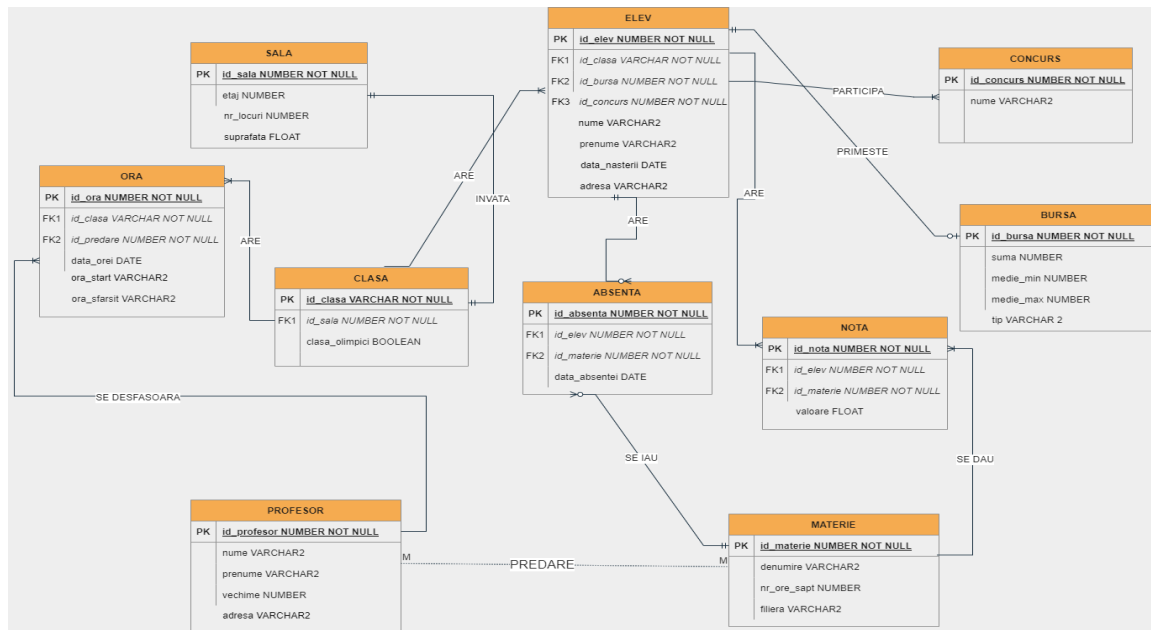 ELEV
PK id_elev NUMBER NOT NULL
FK1 id_clasa VARCHAR NOT NULL
FK2 id_bursa NUMBER NOT NULL
FK3 id_concurs NUMBER NOT NULL
nume VARCHAR2
prenume VARCHAR2
data_nasterii DATE
adresa VARCHAR2
SALA
PK id_sala NUMBER NOT NULL
etaj NUMBER
nr_locuri NUMBER
suprafata FLOAT
CONCURS
PK id_concurs NUMBER NOT NULL
nume VARCHAR2
PARTICIPA
PRIMESTE
ARE
INVATA
ARE
ARE
ARE
ORA
PK id_ora NUMBER NOT NULL
FK1 id_clasa VARCHAR NOT NULL
FK2 id_predare NUMBER NOT NULL
data_orei DATE
ora_start VARCHAR2
ora_sfarsit VARCHAR2
BURSA
PK id_bursa NUMBER NOT NULL
suma NUMBER
medie_min NUMBER
medie_max NUMBER
tip VARCHAR 2
CLASA
PK id_clasa VARCHAR NOT NULL
FK1 id_sala NUMBER NOT NULL
clasa_olimpici BOOLEAN
ABSENTA
PK id_absenta NUMBER NOT NULL
FK1 id_elev NUMBER NOT NULL
FK2 id_materie NUMBER NOT NULL
data_absentei DATE
NOTA
PK id_nota NUMBER NOT NULL
FK1 id_elev NUMBER NOT NULL
FK2 id_materie NUMBER NOT NULL
valoare FLOAT
SE DESFASOARA
SE IAU
SE DAU
PROFESOR
PK id_profesor NUMBER NOT NULL
nume VARCHAR2
prenume VARCHAR2
vechime NUMBER
adresa VARCHAR2
M PREDARE M
MATERIE
PK id_materie NUMBER NOT NULL
denumire VARCHAR2
nr_ore_sapt NUMBER
filiera VARCHAR2